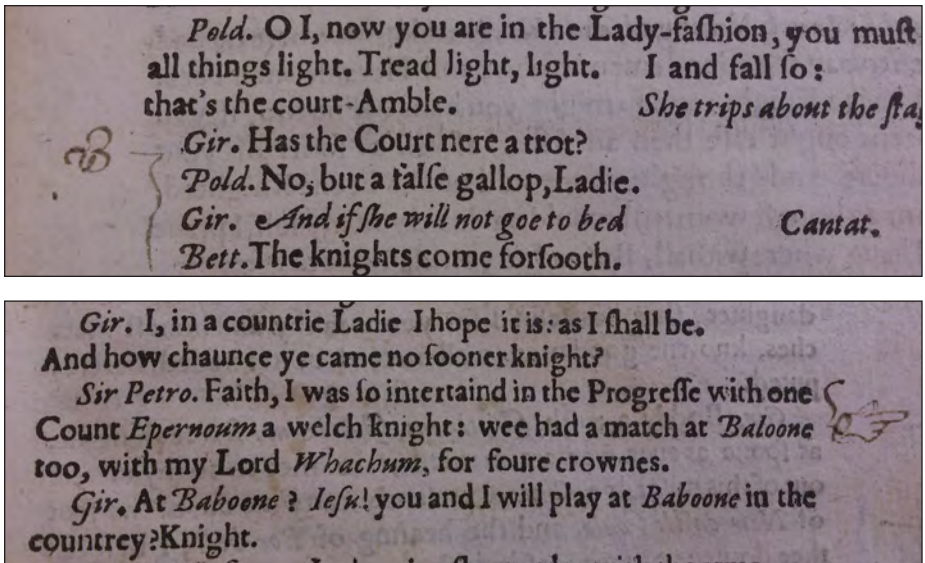 Pold. O I, now you are in the Lady-faſhion, you muſt
all things light. Tread light, light. I and fall ſo:
that's the court-Amble. She trips about the ſtag
Gir. Has the Court nere a trot?
Pold. No, but a falſe gallop, Ladie.
Gir. And if ſhe will not goe to bed Cantat.
Bett. The knights come forſooth.
Gir. I, in a countrie Ladie I hope it is: as I ſhall be.
And how chaunce ye came no ſooner knight?
Sir Petro. Faith, I was ſo intertaind in the Progreſſe with one
Count Epernoum a welch knight: wee had a match at Baloone
too, with my Lord Whachum, for foure crownes.
Gir. At Baboone? Ieſu! you and I will play at Baboone in the
countrey? Knight.